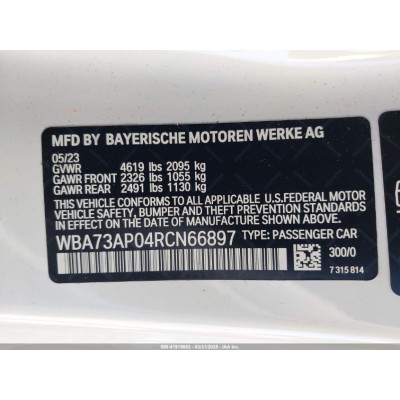 MFD BY BAYERISCHE MOTOREN WERKE AG
05/23
GVWR 4619 lbs 2095 kg
GAWR FRONT 2326 lbs 1055 kg
GAWR REAR 2491 lbs 1130 kg
THIS VEHICLE CONFORMS TO ALL APPLICABLE U.S.FEDERAL MOTOR
VEHICLE SAFETY, BUMPER, AND THEFT PREVENTION STANDARDS
IN EFFECT ON THE DATE OF MANUFACTURE SHOWN ABOVE.
WBA73AP04RCN66897 TYPE: PASSENGER CAR
300/0
7 315 814